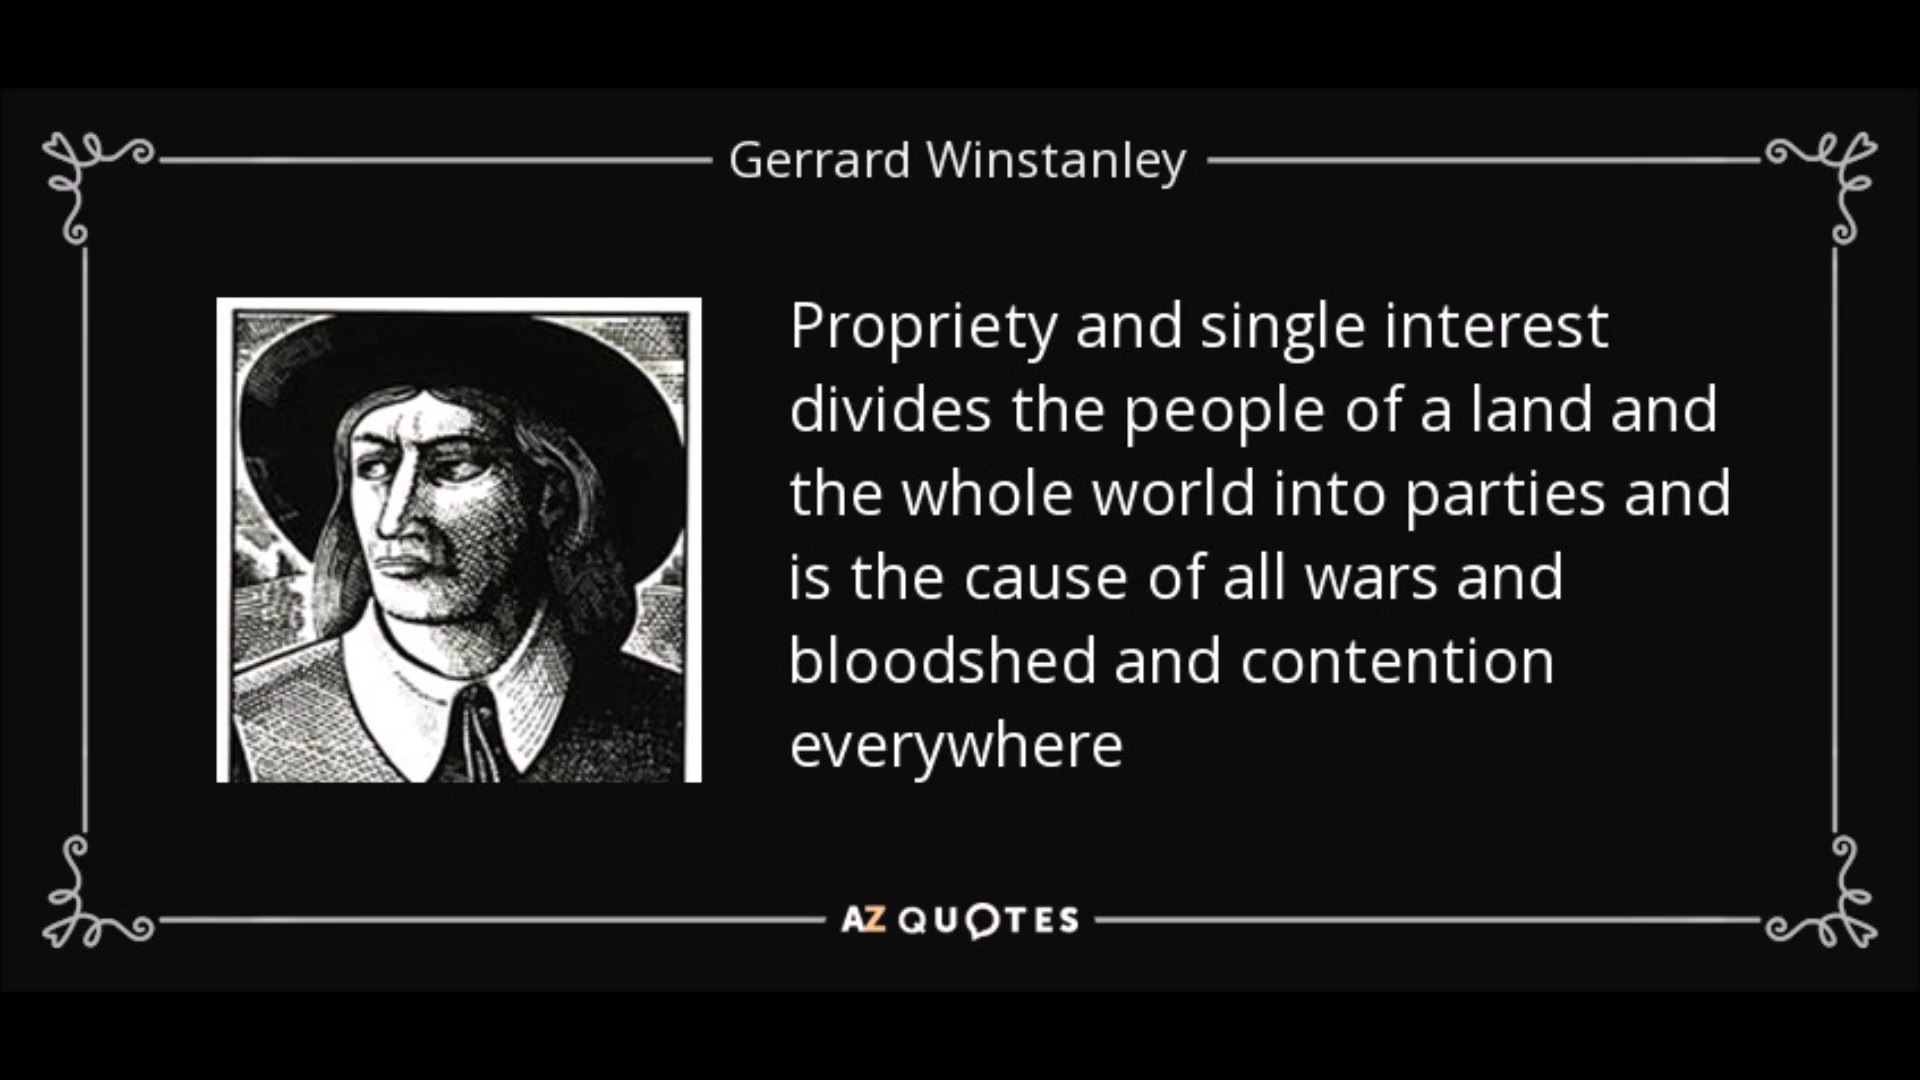 Gerrard Winstanley
Propriety and single interest
divides the people of a land and
the whole world into parties and
is the cause of all wars and
bloodshed and contention
everywhere
AZ QUOTES